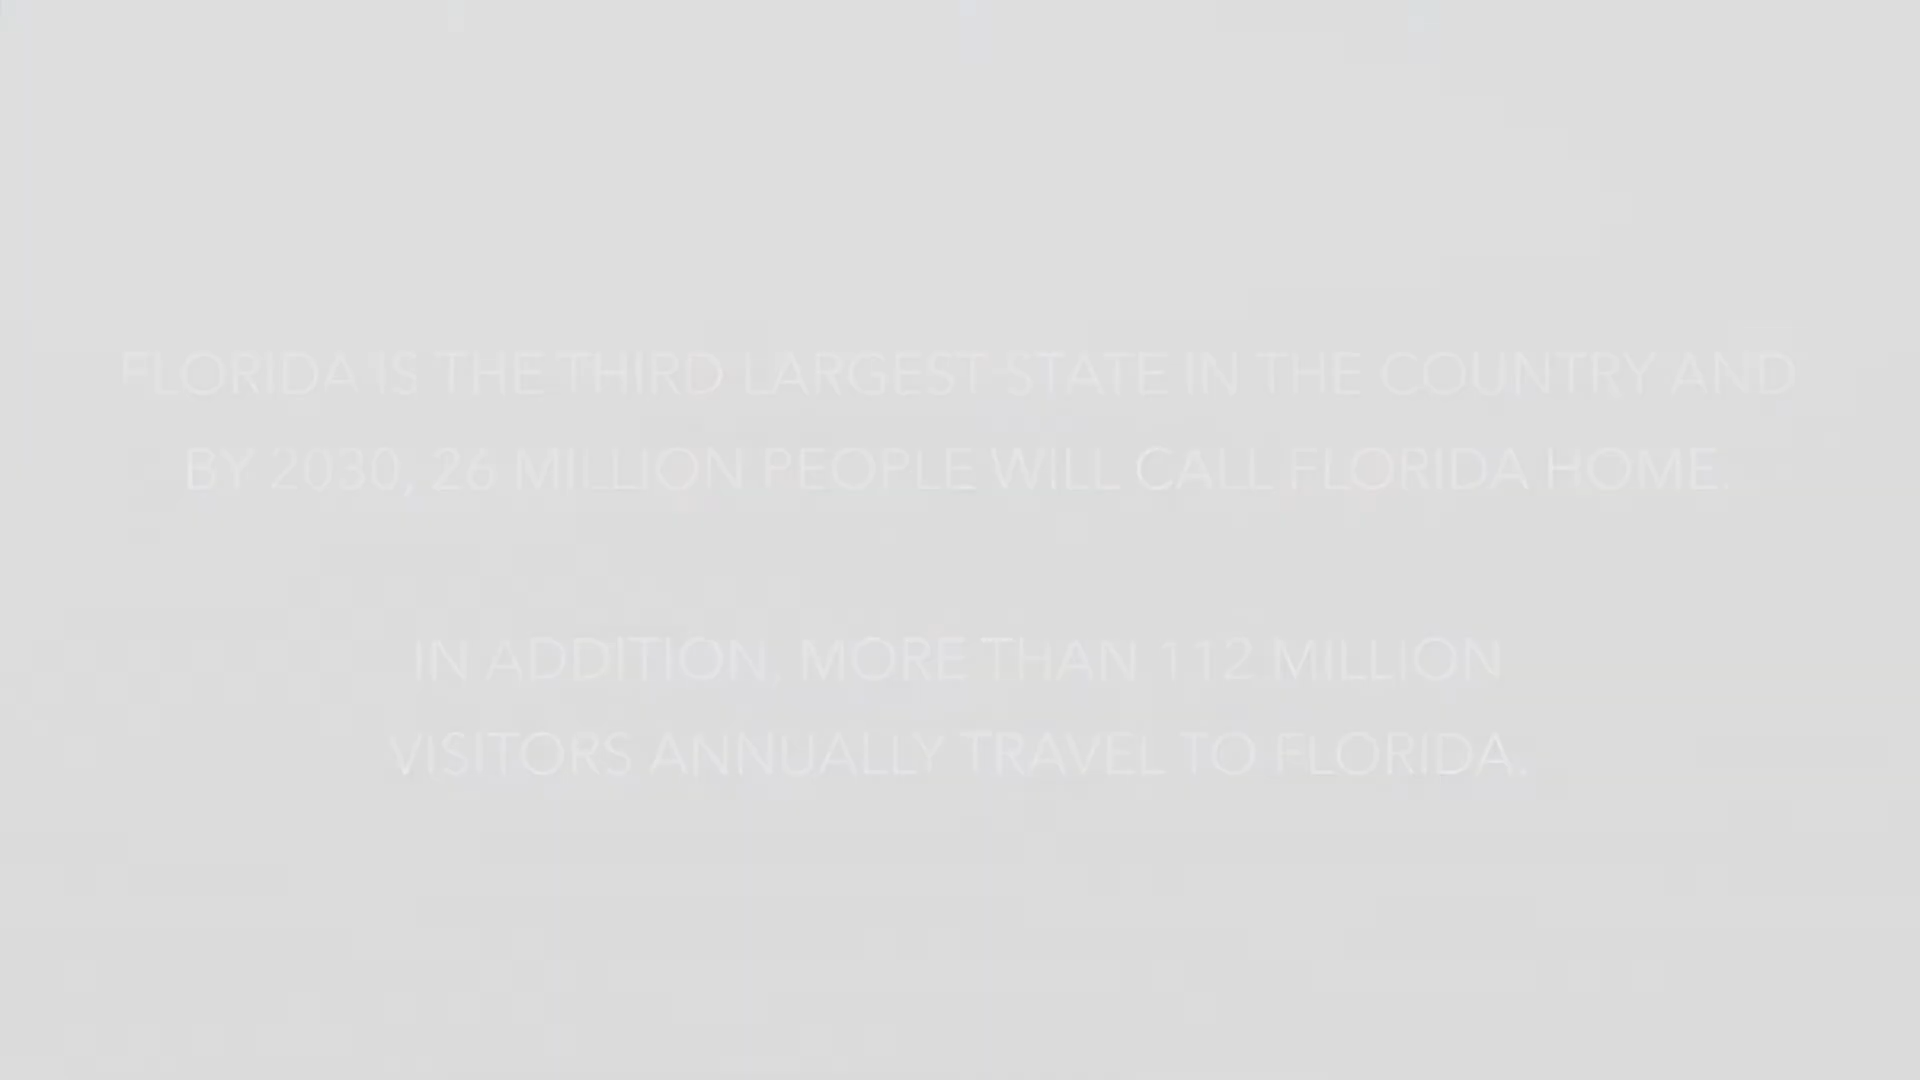 FLORIDA IS THE THIRD LARGEST STATE IN THE COUNTRY AND
BY 2030, 26 MILLION PEOPLE WILL CALL FLORIDA HOME.
IN ADDITION, MORE THAN 112 MILLION
VISITORS ANNUALLY TRAVEL TO FLORIDA.